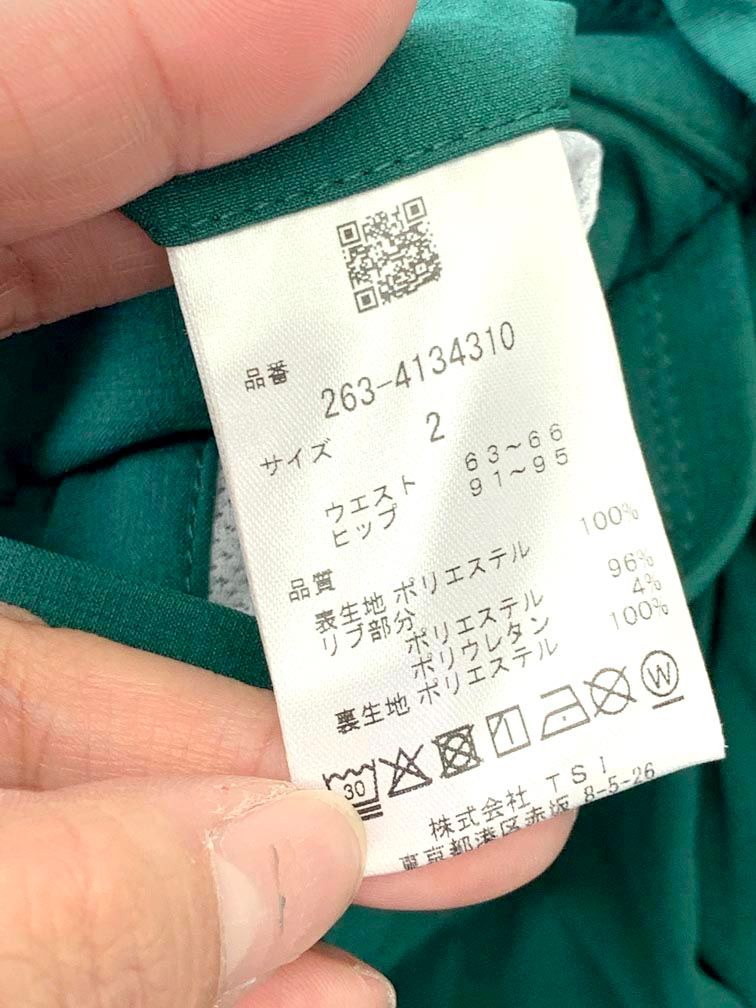 品番 263-4134310
サイズ 2
ウエスト 63~66
ヒップ 91~95
品質
表生地 ポリエステル 100%
リブ部分 ポリエステル 96%
ポリウレタン 4%
裏生地 ポリエステル 100%
30 W
株式会社 TSI
東京都港区赤坂 8-5-26